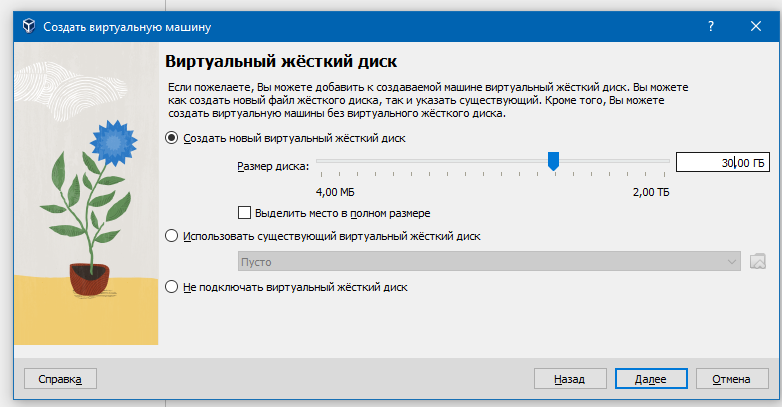 Создать виртуальную машину
Виртуальный жёсткий диск
Если пожелаете, Вы можете добавить к создаваемой машине виртуальный жёсткий диск. Вы можете
как создать новый файл жёсткого диска, так и указать существующий. Кроме того, Вы можете
создать виртуальную машины без виртуального жёсткого диска.
Создать новый виртуальный жёсткий диск
Размер диска:
30,00 ГБ
4,00 МБ
2,00 ТБ
Выделить место в полном размере
Использовать существующий виртуальный жёсткий диск
Пусто
Не подключать виртуальный жёсткий диск
Справка
Назад
Далее
Отмена